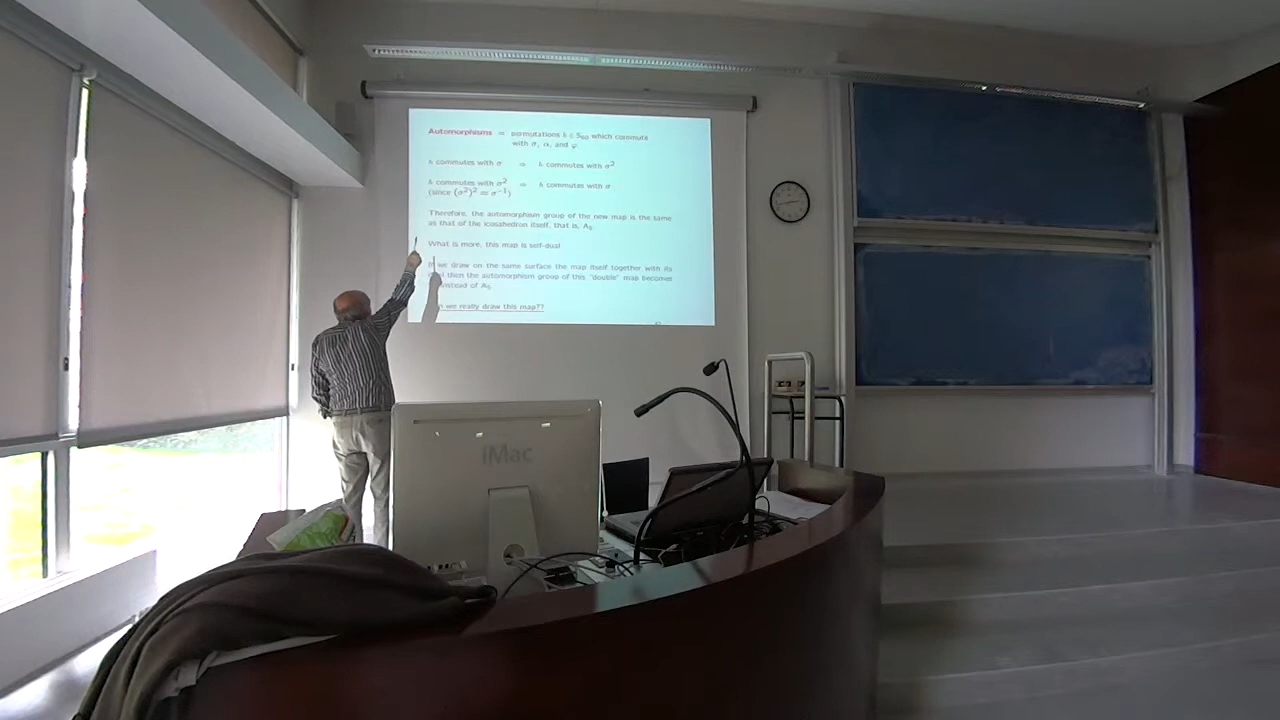 Automorphisms = permutations h ∈ S₆₀ which commute
with σ, α, and φ
h commutes with σ ⇒ h commutes with σ²
h commutes with σ² ⇒ h commutes with σ
(since (σ²)² = σ⁻¹)
Therefore, the automorphism group of the new map is the same
as that of the icosahedron itself, that is, A₅
What is more, this map is self-dual
If we draw on the same surface the map itself together with its
then the automorphism group of this "double" map becomes
instead of A₅
we really draw this map??
iMac